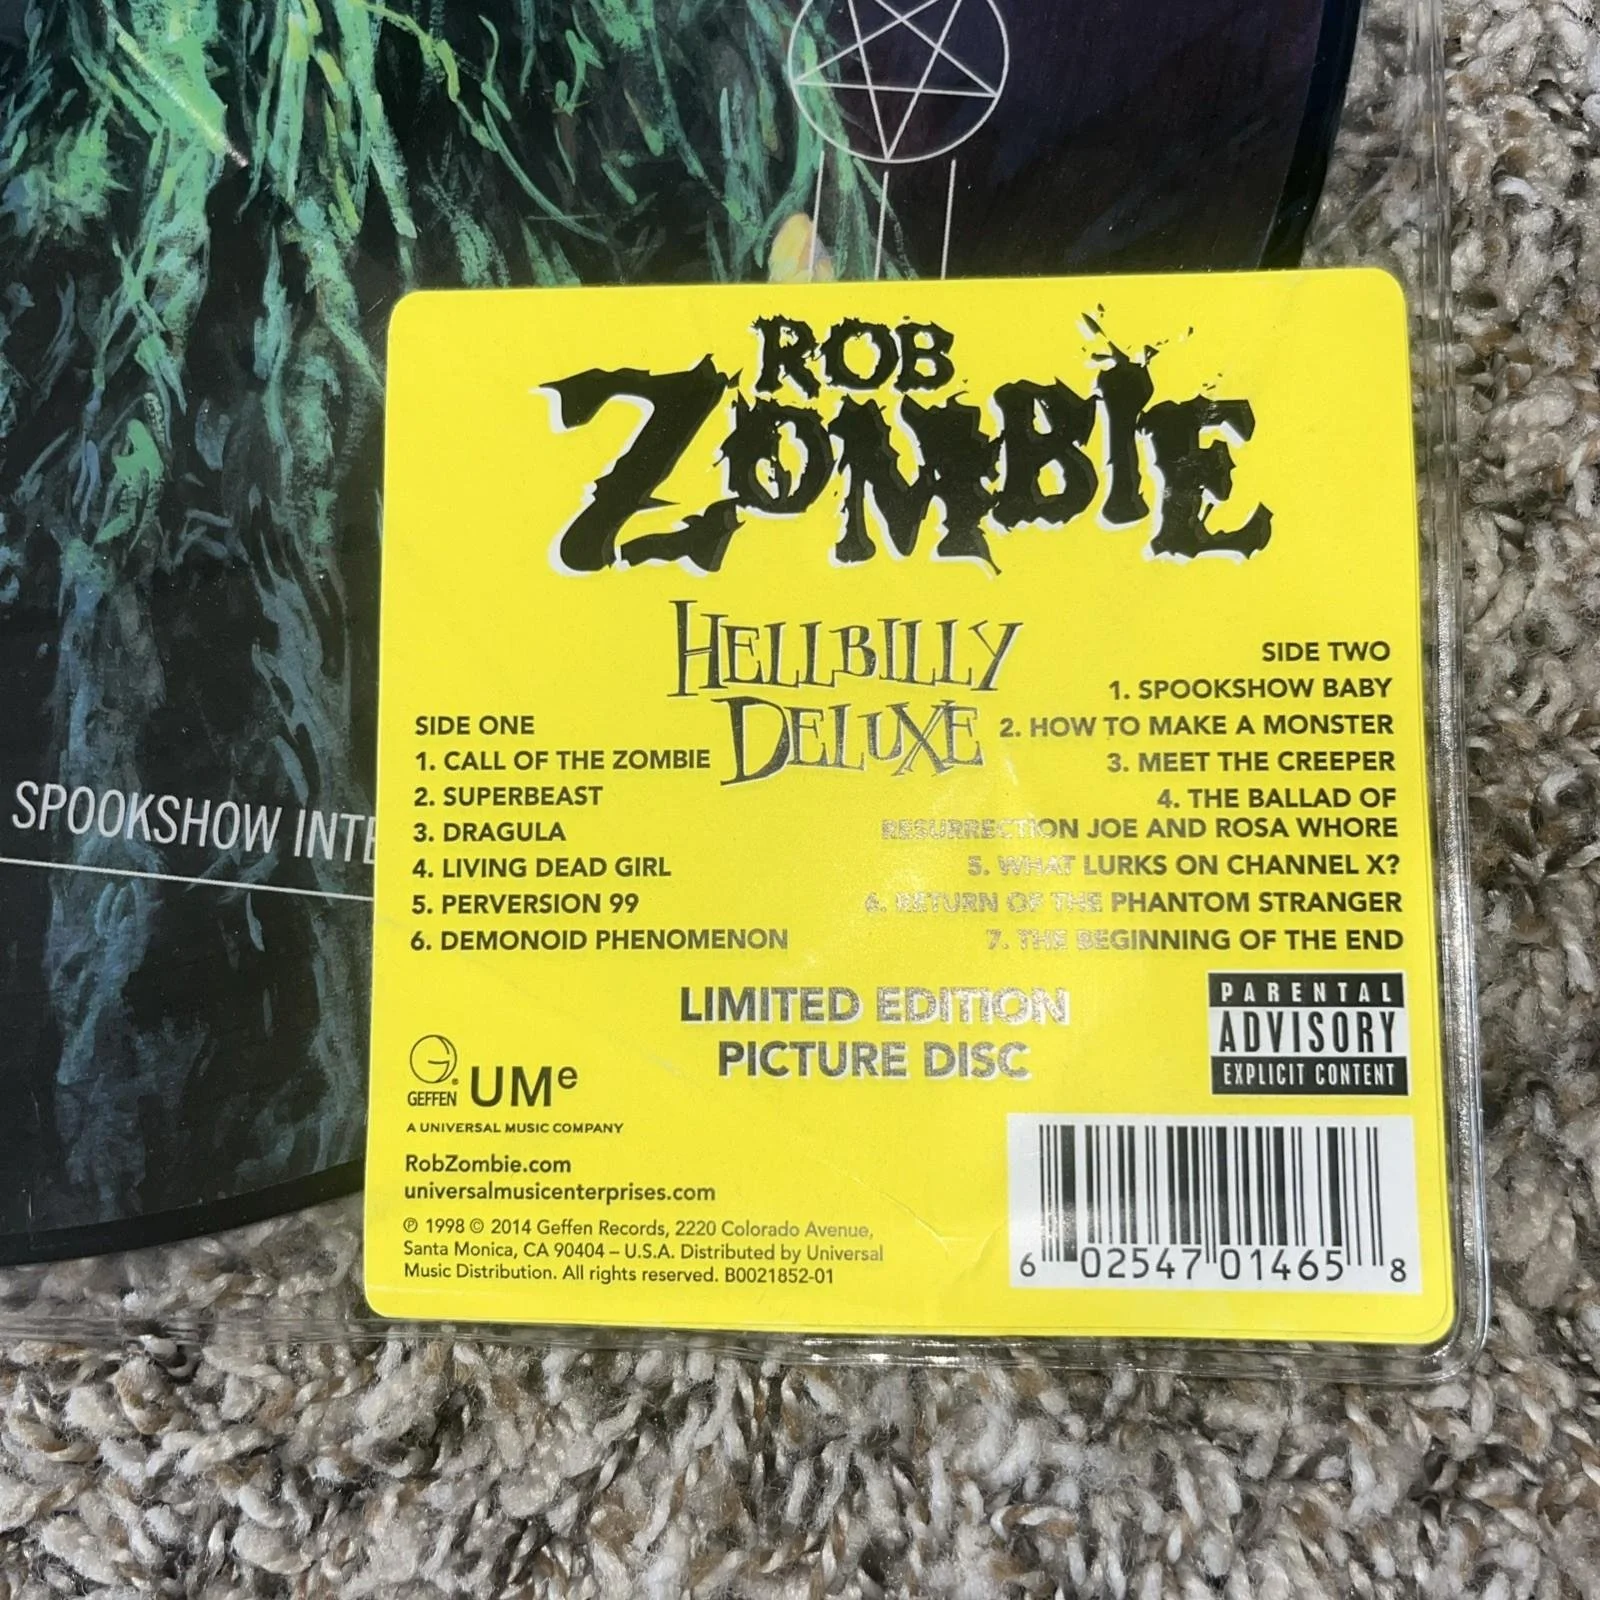 SPOOKSHOW INTE
ROB
ZOMBIE
HELLBILLY
DELUXE
SIDE ONE
1. CALL OF THE ZOMBIE
2. SUPERBEAST
3. DRAGULA
4. LIVING DEAD GIRL
5. PERVERSION 99
6. DEMONOID PHENOMENON
SIDE TWO
1. SPOOKSHOW BABY
2. HOW TO MAKE A MONSTER
3. MEET THE CREEPER
4. THE BALLAD OF
RESURRECTION JOE AND ROSA WHORE
5. WHAT LURKS ON CHANNEL X?
6. RETURN OF THE PHANTOM STRANGER
7. THE BEGINNING OF THE END
LIMITED EDITION
PICTURE DISC
PARENTAL
ADVISORY
EXPLICIT CONTENT
G
GEFFEN ® UMe
A UNIVERSAL MUSIC COMPANY
RobZombie.com
universalmusicenterprises.com
℗ 1998 © 2014 Geffen Records, 2220 Colorado Avenue,
Santa Monica, CA 90404 – U.S.A. Distributed by Universal
Music Distribution. All rights reserved. B0021852-01
6 02547 01465 8